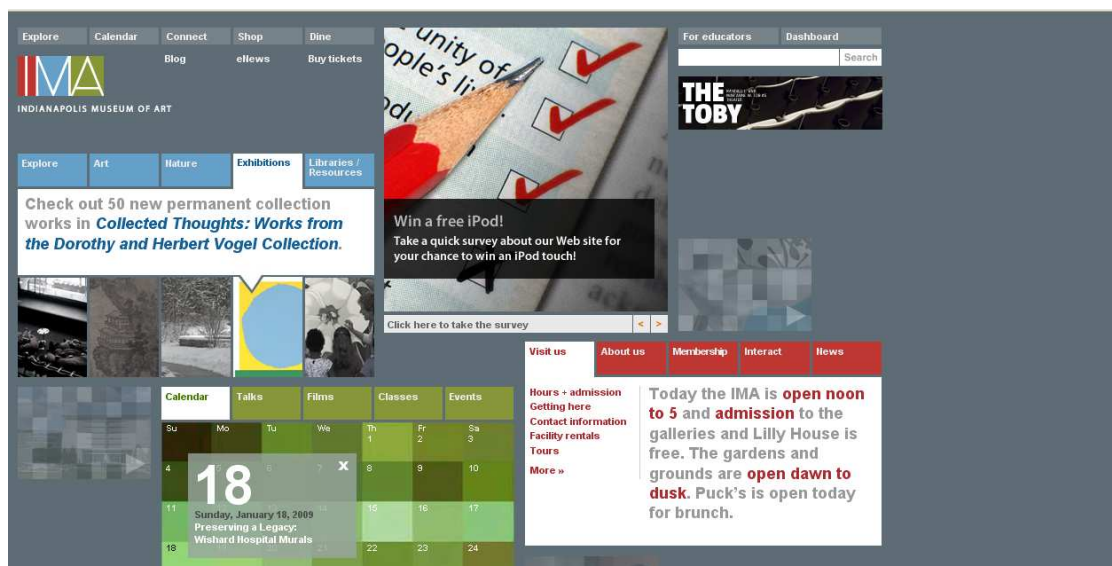 Explore Calendar Connect Shop Dine
Blog eNews Buy tickets
IMA
INDIANAPOLIS MUSEUM OF ART
Explore Art Nature Exhibitions Libraries / Resources
Check out 50 new permanent collection
works in Collected Thoughts: Works from
the Dorothy and Herbert Vogel Collection.
unity of
people's li
Win a free iPod!
Take a quick survey about our Web site for
your chance to win an iPod touch!
Click here to take the survey < >
For educators Dashboard
Search
THE
TOBY
Calendar Talks Films Classes Events
Su Mo Tu We Th Fr Sa
1 2 3
4 5 6 7 8 9 10
11 15 16 17
18 22 23 24
x
18
Sunday, January 18, 2009
Preserving a Legacy:
Wishard Hospital Murals
Visit us About us Membership Interact News
Hours + admission
Getting here
Contact information
Facility rentals
Tours
More »
Today the IMA is open noon
to 5 and admission to the
galleries and Lilly House is
free. The gardens and
grounds are open dawn to
dusk. Puck's is open today
for brunch.